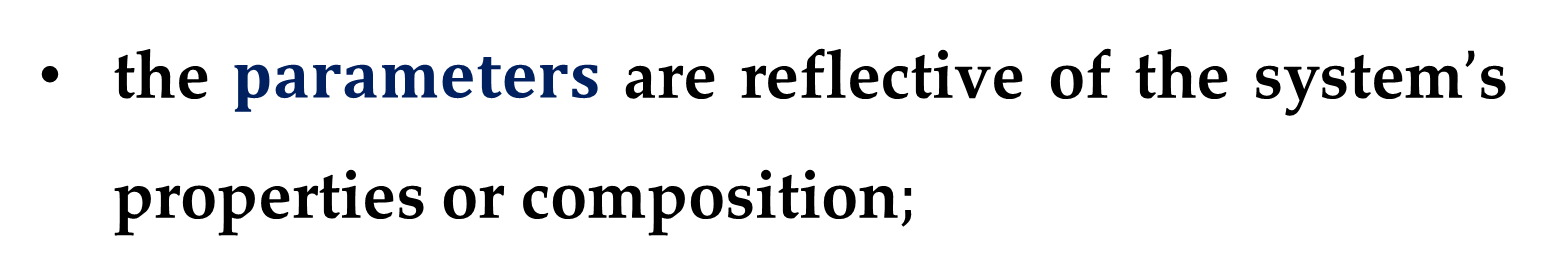 • the parameters are reflective of the system’s
properties or composition;